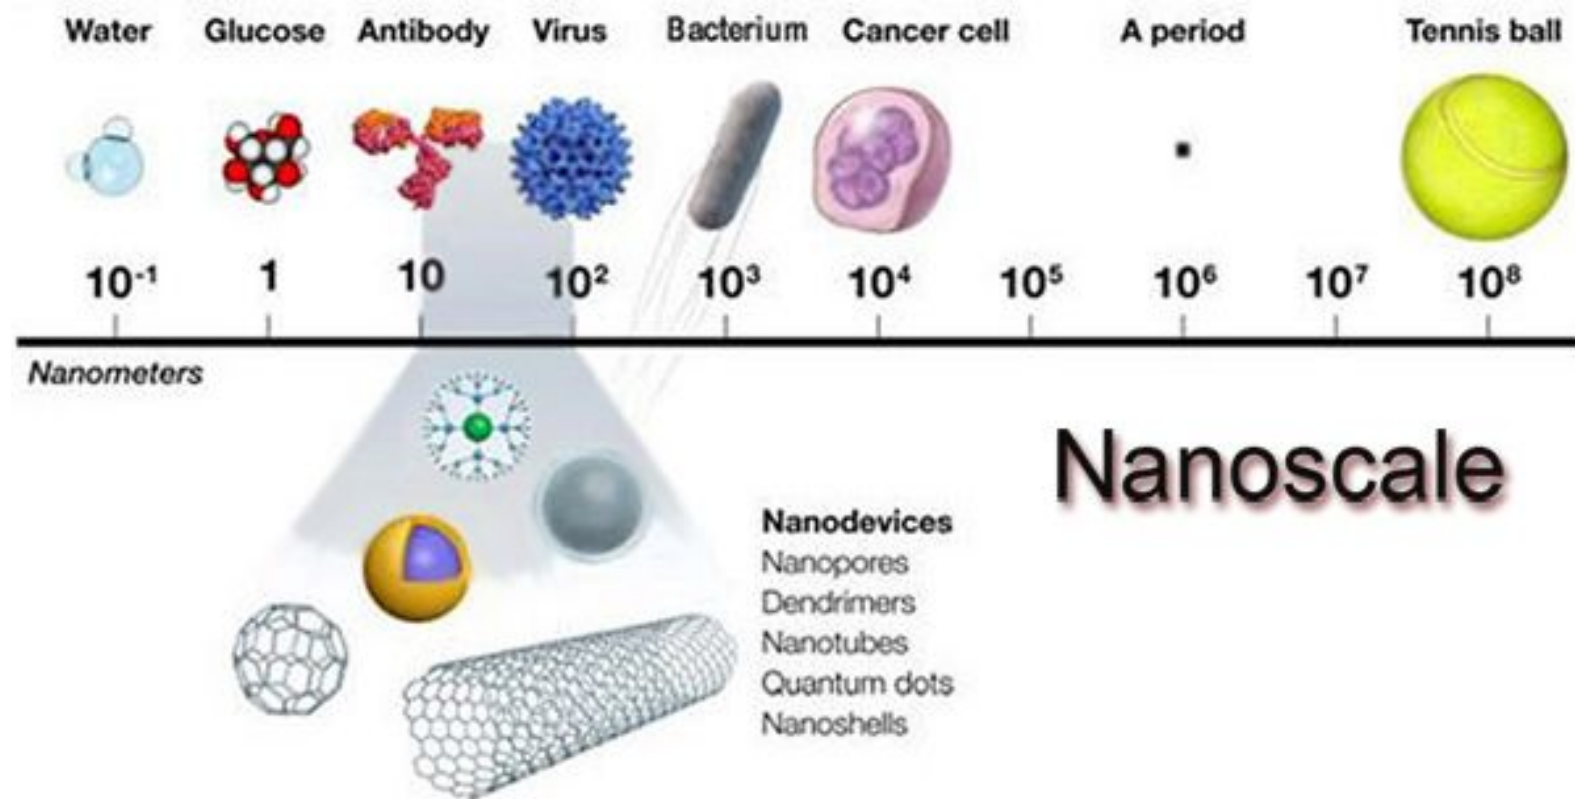 Water Glucose Antibody Virus Bacterium Cancer cell A period Tennis ball
10⁻¹ 1 10 10² 10³ 10⁴ 10⁵ 10⁶ 10⁷ 10⁸
Nanometers
Nanoscale
Nanodevices
Nanopores
Dendrimers
Nanotubes
Quantum dots
Nanoshells